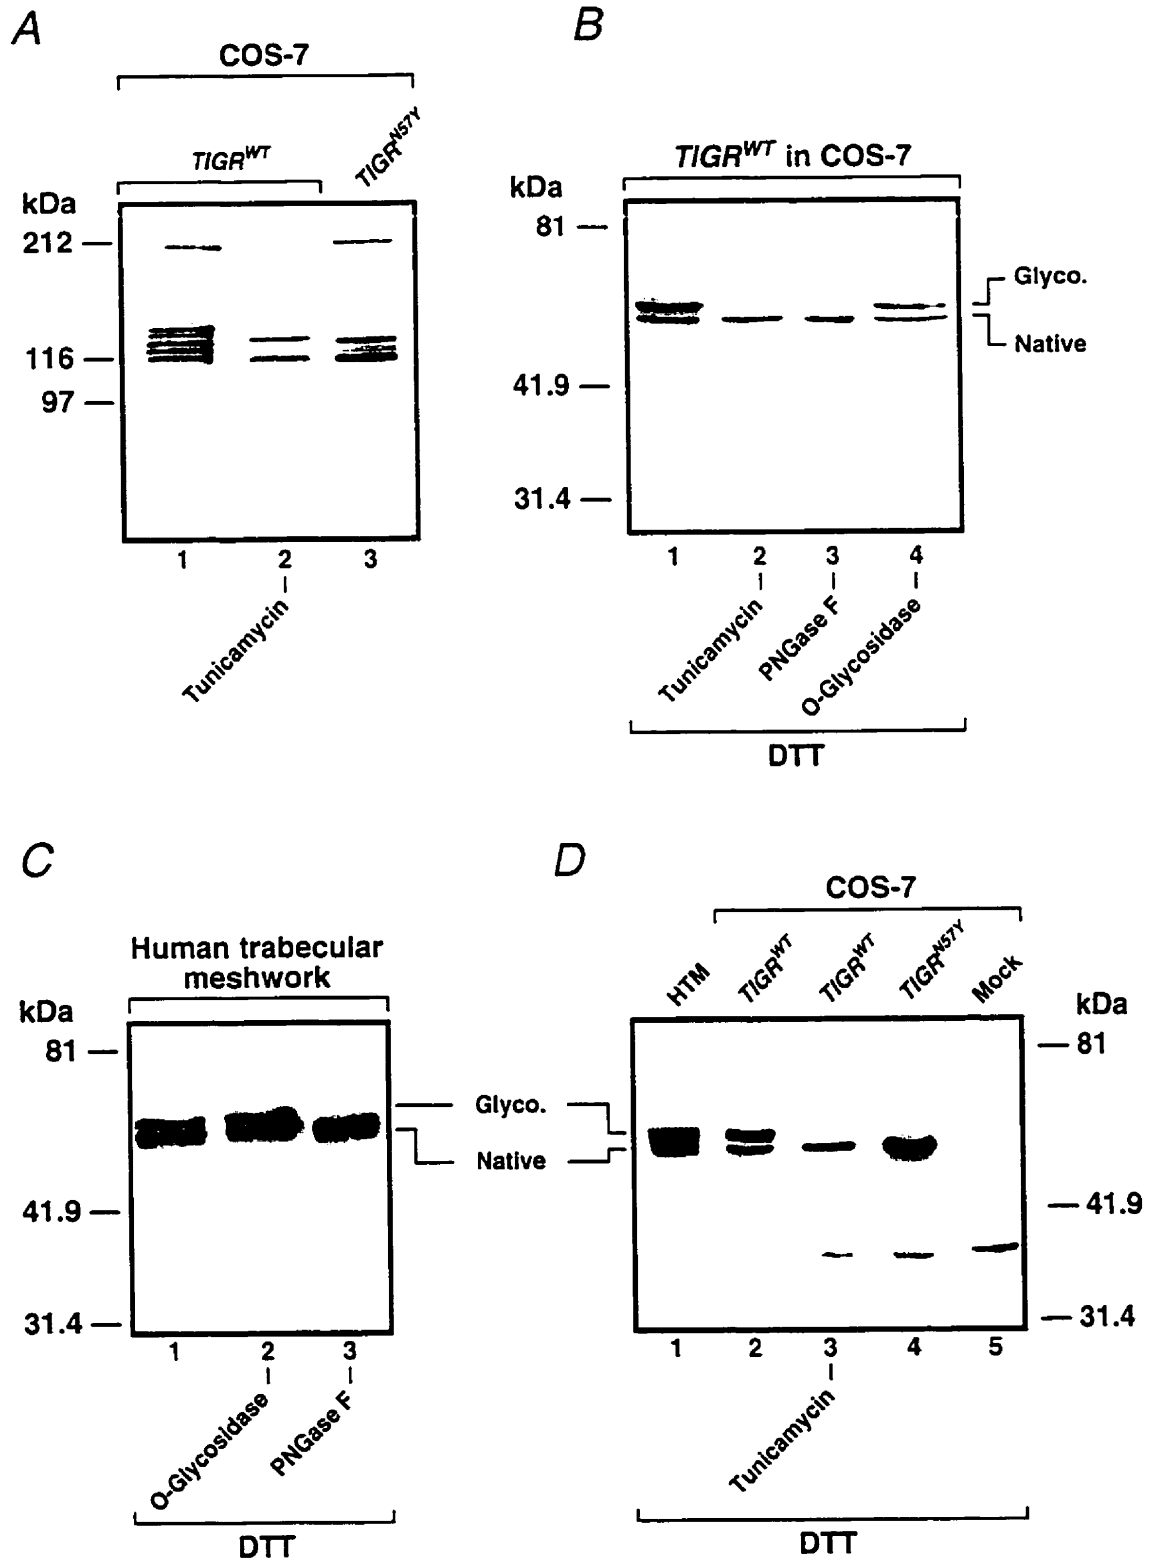 A
COS-7
TIGR^WT
TIGR^N57Y
kDa
212
116
97
1 2 3
Tunicamycin
B
TIGR^WT in COS-7
kDa
81
41.9
31.4
Glyco.
Native
1 2 3 4
Tunicamycin
PNGase F
O-Glycosidase
DTT
C
Human trabecular
meshwork
kDa
81
41.9
31.4
Glyco.
Native
1 2 3
O-Glycosidase
PNGase F
DTT
D
COS-7
HTM
TIGR^WT
TIGR^WT
TIGR^N57Y
Mock
kDa
81
41.9
31.4
1 2 3 4 5
Tunicamycin
DTT